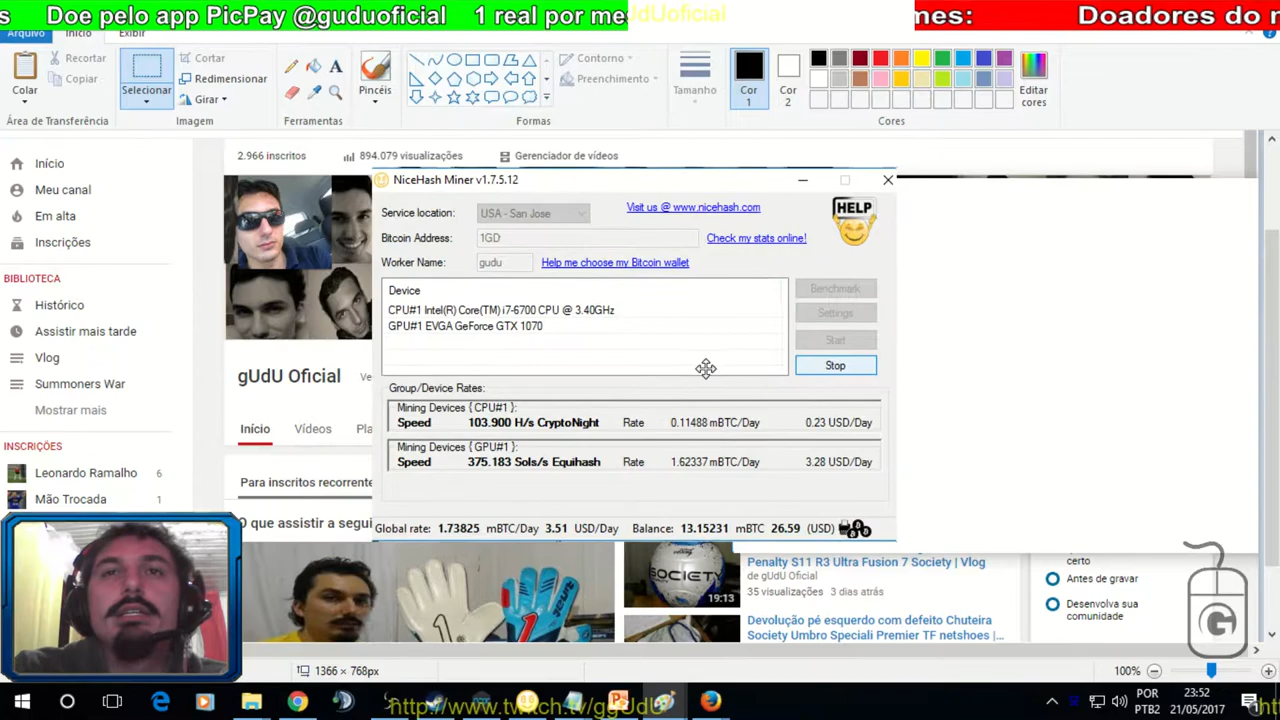 s Doe pelo app PicPay @guduoficial 1 real por mes
UdUoficial
mes: Doadores do
Arquivo Início Exibir
Colar
Recortar
Copiar
Área de Transferência
Selecionar
Cortar
Redimensionar
Girar
Imagem
A
Ferramentas
Pincéis
Formas
Contorno
Preenchimento
Tamanho
Cor
1
Cor
2
Editar
cores
Cores
Início
Meu canal
Em alta
Inscrições
BIBLIOTECA
Histórico
Assistir mais tarde
Vlog
Summoners War
Mostrar mais
INSCRIÇÕES
Leonardo Ramalho 6
Mão Trocada 1
2.966 inscritos 894.079 visualizações Gerenciador de vídeos
gUdU Oficial Ve
Início Vídeos Pla
Para inscritos recorrente
O que assistir a segui
NiceHash Miner v1.7.5.12
Service location: USA - San Jose Visit us @ www.nicehash.com
HELP
Bitcoin Address: 1GD Check my stats online!
Worker Name: gudu Help me choose my Bitcoin wallet
Device
CPU#1 Intel(R) Core(TM) i7-6700 CPU @ 3.40GHz
GPU#1 EVGA GeForce GTX 1070
Benchmark
Settings
Start
Stop
Group/Device Rates:
Mining Devices { CPU#1 }:
Speed 103.900 H/s CryptoNight Rate 0.11488 mBTC/Day 0.23 USD/Day
Mining Devices { GPU#1 }:
Speed 375.183 Sols/s Equihash Rate 1.62337 mBTC/Day 3.28 USD/Day
Global rate: 1.73825 mBTC/Day 3.51 USD/Day Balance: 13.15231 mBTC 26.59 (USD)
SOCIETY
19:13
Penalty S11 R3 Ultra Fusion 7 Society | Vlog
de gUdU Oficial
35 visualizações 3 dias atrás
Devolução pé esquerdo com defeito Chuteira
Society Umbro Speciali Premier TF netshoes |...
certo
Antes de gravar
Desenvolva sua
comunidade
G
1366 × 768px
100%
http://www.twitch.tv/ggUdU
POR
PTB2
23:52
21/05/2017
http:/